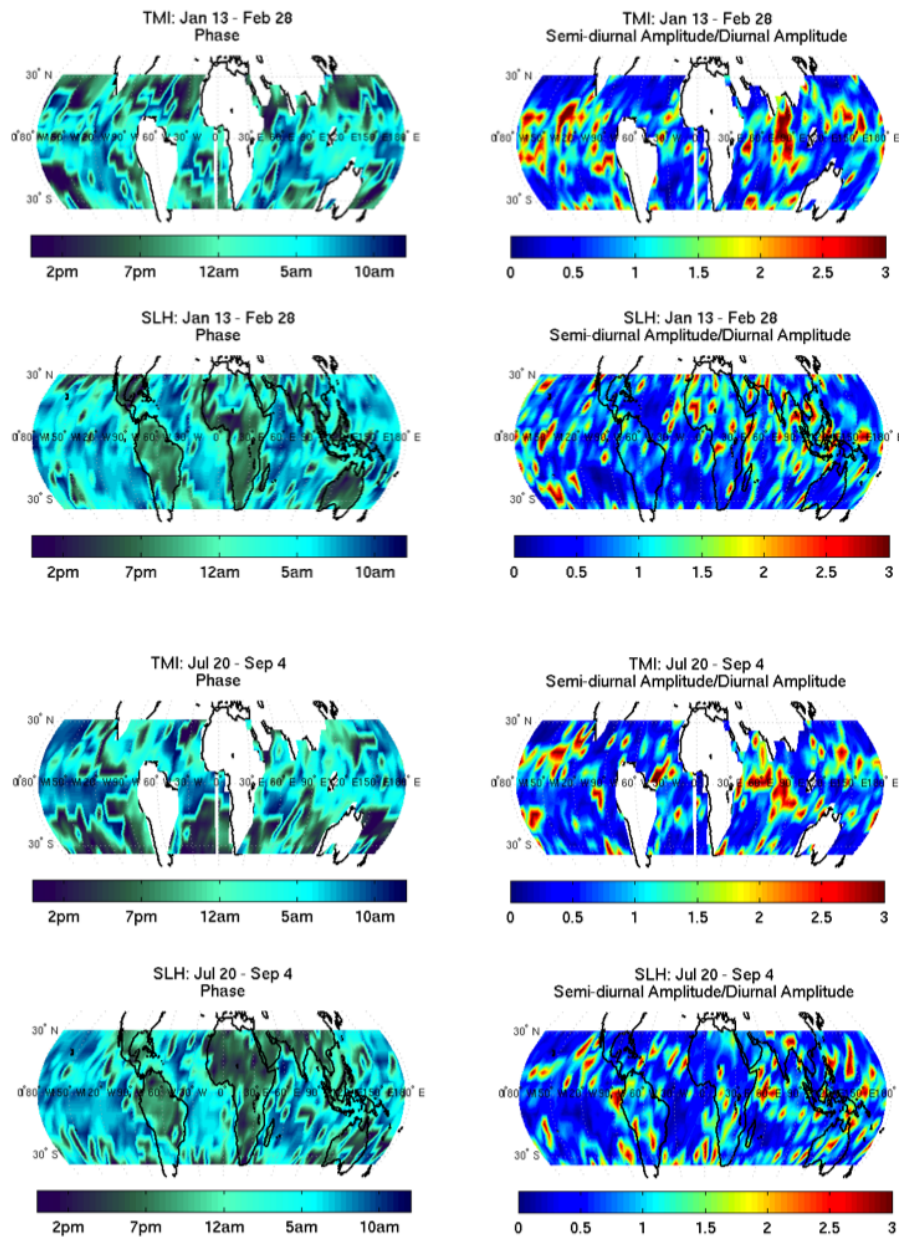 TMI: Jan 13 - Feb 28
Phase
30° N
30° S
2pm 7pm 12am 5am 10am
TMI: Jan 13 - Feb 28
Semi-diurnal Amplitude/Diurnal Amplitude
30° N
30° S
0 0.5 1 1.5 2 2.5 3
SLH: Jan 13 - Feb 28
Phase
30° N
30° S
2pm 7pm 12am 5am 10am
SLH: Jan 13 - Feb 28
Semi-diurnal Amplitude/Diurnal Amplitude
30° N
30° S
0 0.5 1 1.5 2 2.5 3
TMI: Jul 20 - Sep 4
Phase
30° N
30° S
2pm 7pm 12am 5am 10am
TMI: Jul 20 - Sep 4
Semi-diurnal Amplitude/Diurnal Amplitude
30° N
30° S
0 0.5 1 1.5 2 2.5 3
SLH: Jul 20 - Sep 4
Phase
30° N
30° S
2pm 7pm 12am 5am 10am
SLH: Jul 20 - Sep 4
Semi-diurnal Amplitude/Diurnal Amplitude
30° N
30° S
0 0.5 1 1.5 2 2.5 3